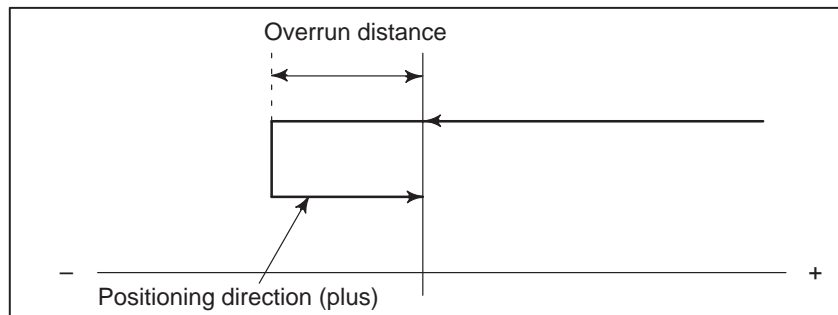 Overrun distance
– +
Positioning direction (plus)